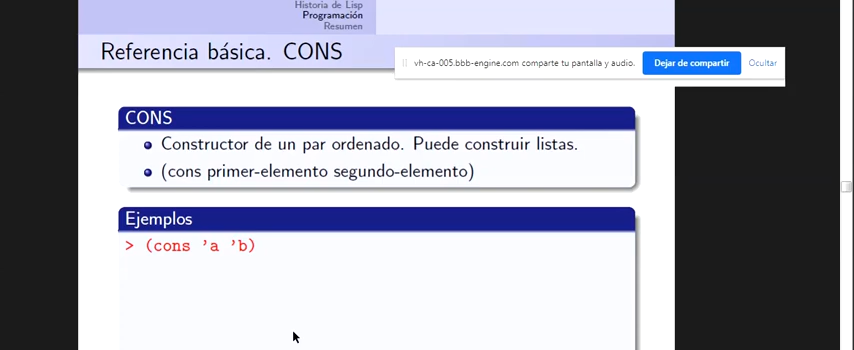 Historia de Lisp
Programación
Resumen
Referencia básica. CONS
vh-ca-005.bbb-engine.com comparte tu pantalla y audio.
Dejar de compartir
Ocultar
CONS
Constructor de un par ordenado. Puede construir listas.
(cons primer-elemento segundo-elemento)
Ejemplos
> (cons 'a 'b)